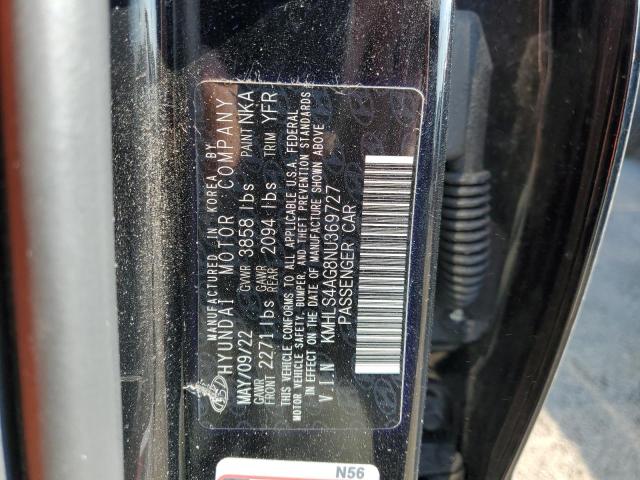 MANUFACTURED IN KOREA BY
HYUNDAI MOTOR COMPANY
MAY/09/22 GVWR 3858 lbs PAINT NKA
GAWR FRONT 2271 lbs GAWR REAR 2094 lbs TRIM YFR
THIS VEHICLE CONFORMS TO ALL APPLICABLE U.S.A. FEDERAL
MOTOR VEHICLE SAFETY, BUMPER, AND THEFT PREVENTION STANDARDS
IN EFFECT ON THE DATE OF MANUFACTURE SHOWN ABOVE
V.I.N KMHLS4AG8NU369727
PASSENGER CAR
N56